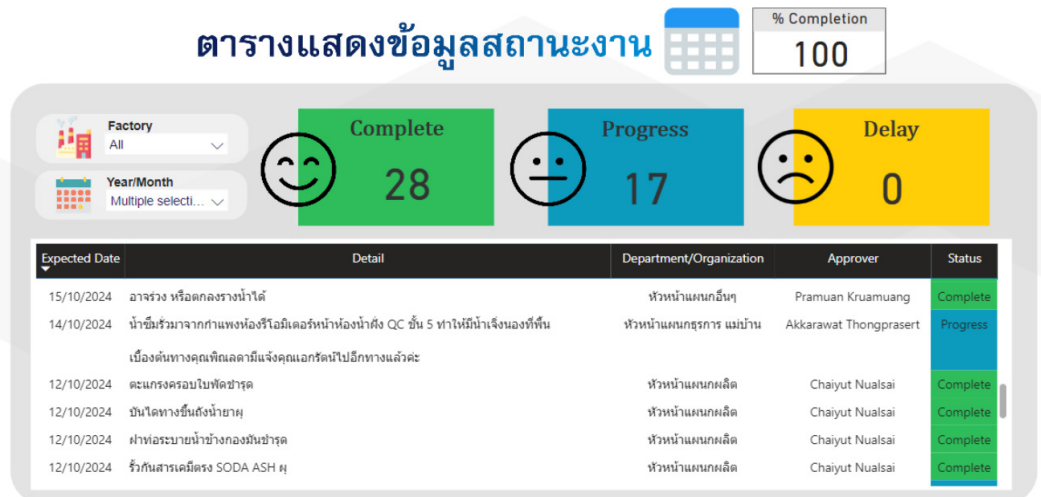 ตารางแสดงข้อมูลสถานะงาน
% Completion
100
Factory
All
Year/Month
Multiple selecti...
Complete
28
Progress
17
Delay
0
Expected Date Detail Department/Organization Approver Status
15/10/2024 อาจร่วง หรือตกลงรางน้ำได้ หัวหน้าแผนกอื่นๆ Pramuan Kruamuang Complete
14/10/2024 น้ำซึมรั่วมาจากกำแพงห้องรีโอมิเตอร์หน้าห้องน้ำฝั่ง QC ชั้น 5 ทำให้มีน้ำเจิ่งนองที่พื้น หัวหน้าแผนกธุรการ แม่บ้าน Akkarawat Thongprasert Progress
เบื้องต้นทางคุณพิณลดามีแจ้งคุณเอกรัตน์ไปอีกทางแล้วค่ะ
12/10/2024 ตะแกรงครอบใบพัดชำรุด หัวหน้าแผนกผลิต Chaiyut Nualsai Complete
12/10/2024 บันไดทางขึ้นถังน้ำยาผุ หัวหน้าแผนกผลิต Chaiyut Nualsai Complete
12/10/2024 ฝาท่อระบายน้ำข้างกองมันชำรุด หัวหน้าแผนกผลิต Chaiyut Nualsai Complete
12/10/2024 รั้วกันสารเคมีตรง SODA ASH ผุ หัวหน้าแผนกผลิต Chaiyut Nualsai Complete